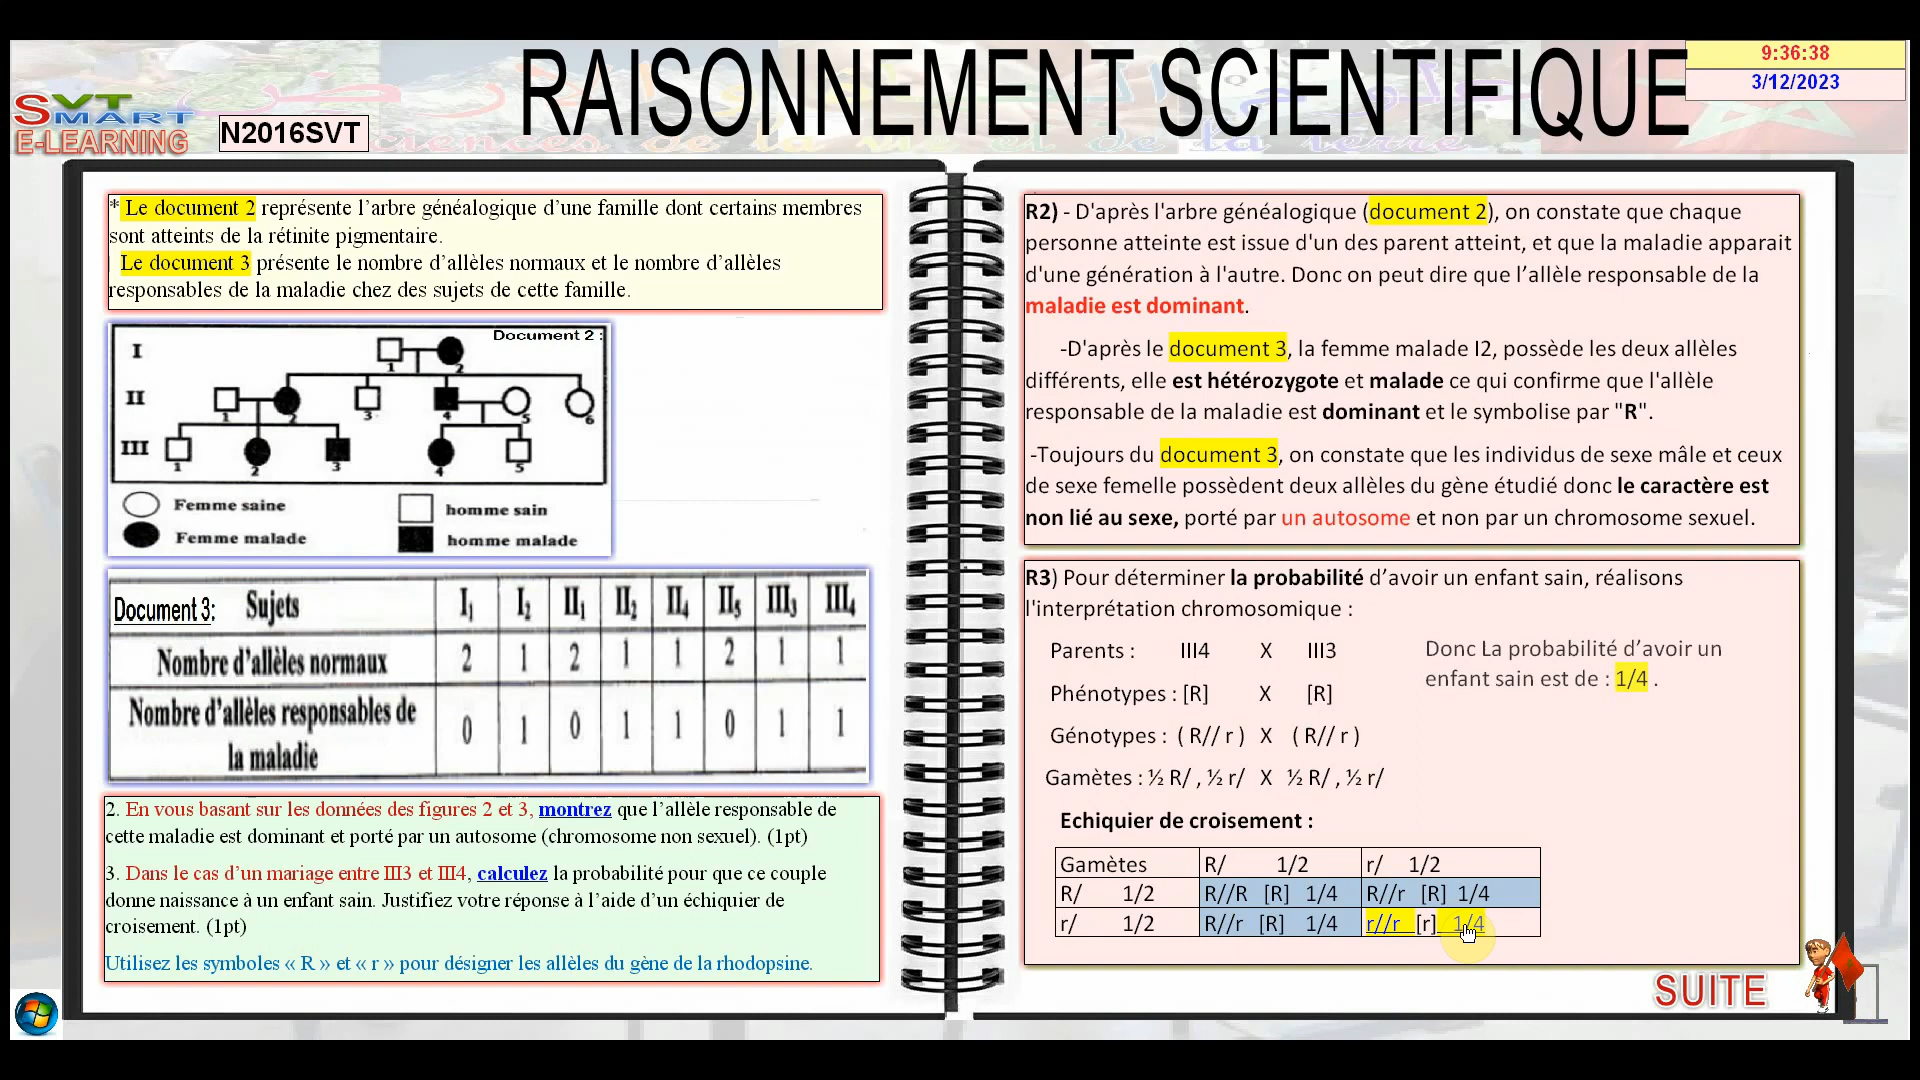 RAISONNEMENT SCIENTIFIQUE
9:36:38
3/12/2023
SVT
SMART
E-LEARNING
N2016SVT
* Le document 2 représente l’arbre généalogique d’une famille dont certains membres
sont atteints de la rétinite pigmentaire.
Le document 3 présente le nombre d’allèles normaux et le nombre d’allèles
responsables de la maladie chez des sujets de cette famille.
Document 2 :
I
1 2
II
1 2 3 4 5 6
III
1 2 3 4 5
Femme saine homme sain
Femme malade homme malade
Document 3: Sujets I1 I2 II1 II2 II4 II5 III3 III4
Nombre d’allèles normaux 2 1 2 1 1 2 1 1
Nombre d’allèles responsables de
la maladie 0 1 0 1 1 0 1 1
2. En vous basant sur les données des figures 2 et 3, montrez que l’allèle responsable de
cette maladie est dominant et porté par un autosome (chromosome non sexuel). (1pt)
3. Dans le cas d’un mariage entre III3 et III4, calculez la probabilité pour que ce couple
donne naissance à un enfant sain. Justifiez votre réponse à l’aide d’un échiquier de
croisement. (1pt)
Utilisez les symboles « R » et « r » pour désigner les allèles du gène de la rhodopsine.
R2) - D'après l'arbre généalogique (document 2), on constate que chaque
personne atteinte est issue d'un des parent atteint, et que la maladie apparait
d'une génération à l'autre. Donc on peut dire que l’allèle responsable de la
maladie est dominant.
-D'après le document 3, la femme malade I2, possède les deux allèles
différents, elle est hétérozygote et malade ce qui confirme que l'allèle
responsable de la maladie est dominant et le symbolise par "R".
-Toujours du document 3, on constate que les individus de sexe mâle et ceux
de sexe femelle possèdent deux allèles du gène étudié donc le caractère est
non lié au sexe, porté par un autosome et non par un chromosome sexuel.
R3) Pour déterminer la probabilité d’avoir un enfant sain, réalisons
l'interprétation chromosomique :
Parents : III4 X III3
Phénotypes : [R] X [R]
Génotypes : ( R// r ) X ( R// r )
Gamètes : ½ R/ , ½ r/ X ½ R/ , ½ r/
Donc La probabilité d’avoir un
enfant sain est de : 1/4 .
Echiquier de croisement :
Gamètes R/ 1/2 r/ 1/2
R/ 1/2 R//R [R] 1/4 R//r [R] 1/4
r/ 1/2 R//r [R] 1/4 r//r [r] 1/4
SUITE